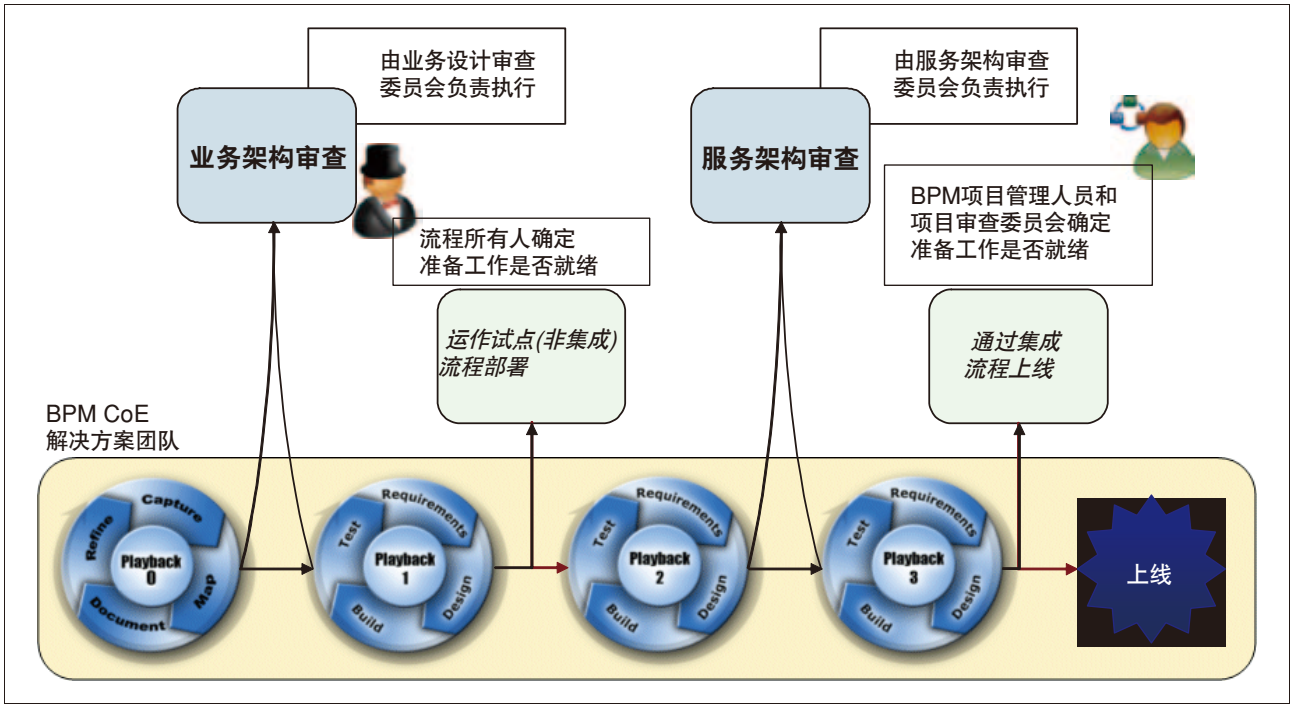 由业务设计审查
委员会负责执行
业务架构审查
流程所有人确定
准备工作是否就绪
运作试点(非集成)
流程部署
由服务架构审查
委员会负责执行
服务架构审查
BPM项目管理人员和
项目审查委员会确定
准备工作是否就绪
通过集成
流程上线
BPM CoE
解决方案团队
Capture
Map
Document
Refine
Playback
0
Requirements
Design
Build
Test
Playback
1
Requirements
Design
Build
Test
Playback
2
Requirements
Design
Build
Test
Playback
3
上线